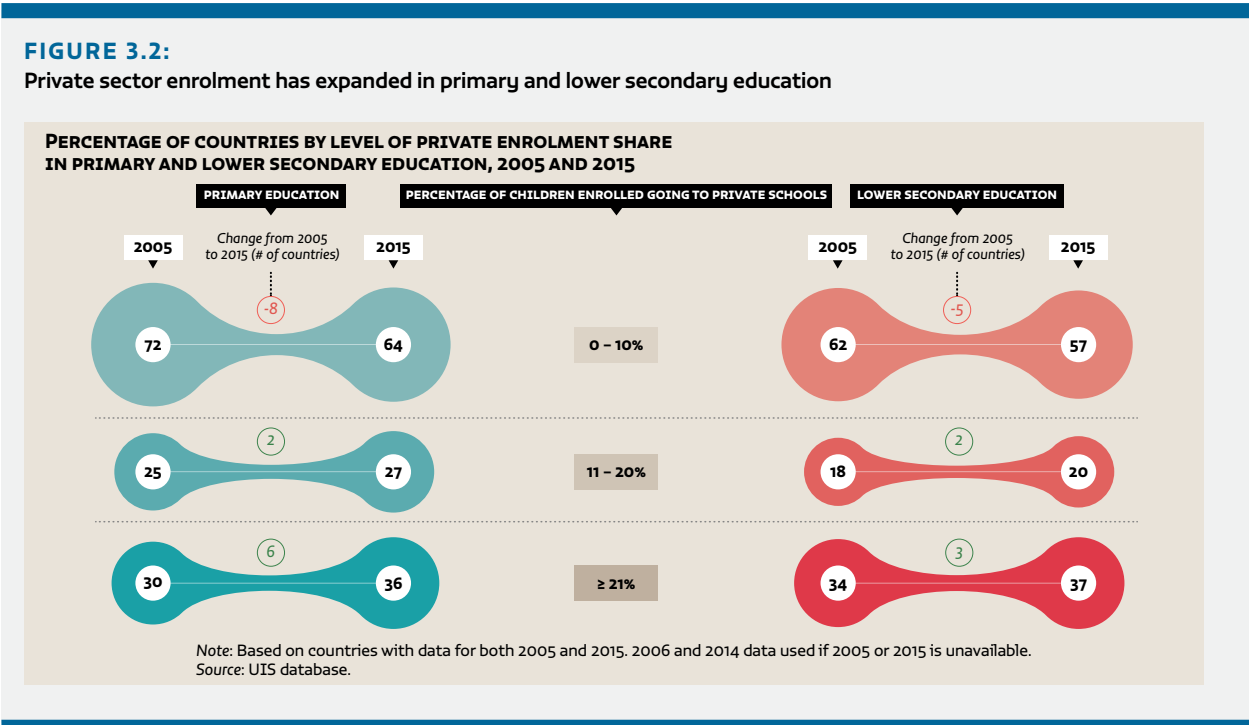 FIGURE 3.2:
Private sector enrolment has expanded in primary and lower secondary education
PERCENTAGE OF COUNTRIES BY LEVEL OF PRIVATE ENROLMENT SHARE
IN PRIMARY AND LOWER SECONDARY EDUCATION, 2005 AND 2015
PRIMARY EDUCATION
PERCENTAGE OF CHILDREN ENROLLED GOING TO PRIVATE SCHOOLS
LOWER SECONDARY EDUCATION
2005
Change from 2005
to 2015 (# of countries)
2015
2005
Change from 2005
to 2015 (# of countries)
2015
-8
-5
72
64
0 – 10%
62
57
2
2
25
27
11 – 20%
18
20
6
3
30
36
≥ 21%
34
37
Note: Based on countries with data for both 2005 and 2015. 2006 and 2014 data used if 2005 or 2015 is unavailable.
Source: UIS database.